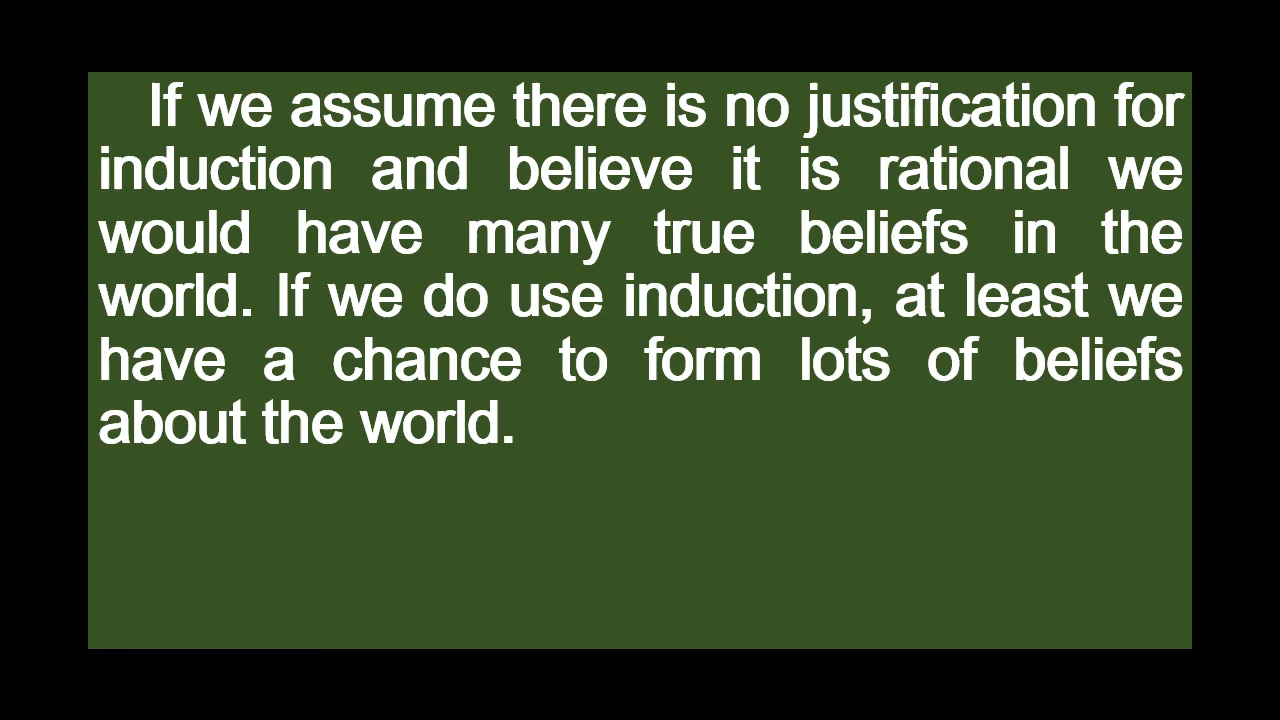 If we assume there is no justification for
induction and believe it is rational we
would have many true beliefs in the
world. If we do use induction, at least we
have a chance to form lots of beliefs
about the world.